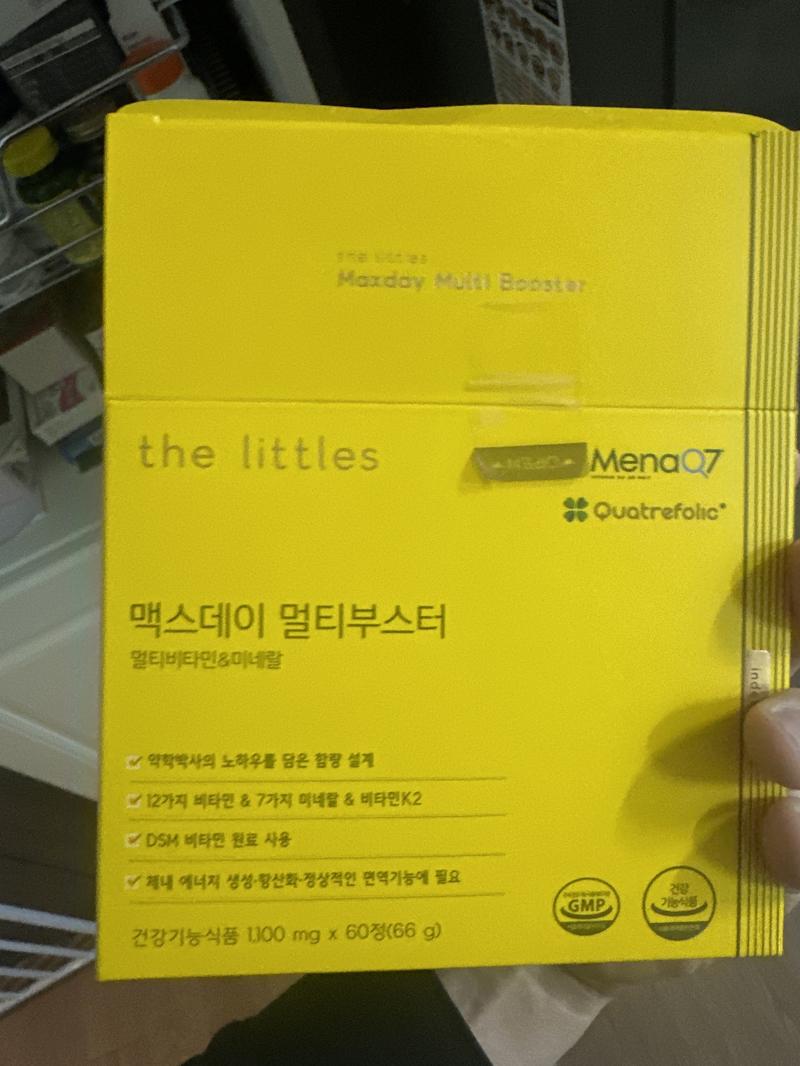 the littles
Maxday Multi Booster
the littles
OPEN
MenaQ7
Quatrefolic®
맥스데이 멀티부스터
멀티비타민&미네랄
약학박사의 노하우를 담은 함량 설계
12가지 비타민 & 7가지 미네랄 & 비타민K2
DSM 비타민 원료 사용
체내 에너지 생성·항산화·정상적인 면역기능에 필요
건강기능식품 1,100 mg x 60정(66 g)
GMP
건강
기능식품